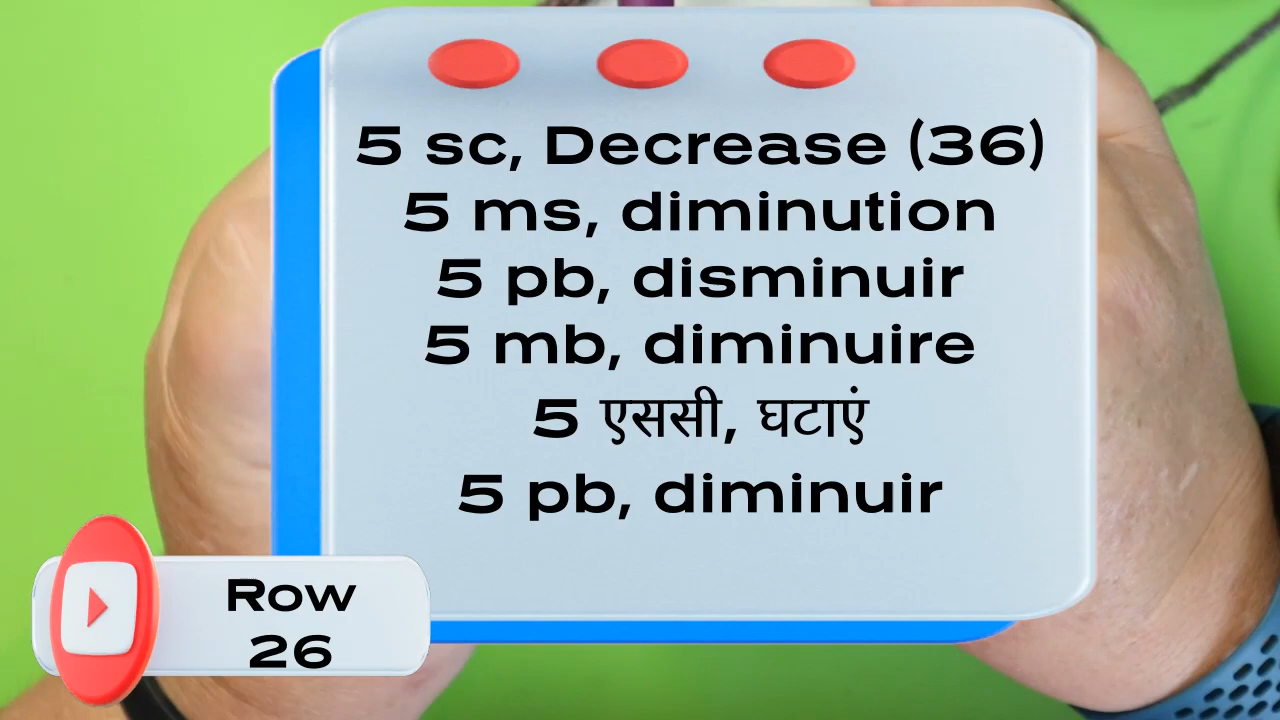 5 sc, Decrease (36)
5 ms, diminution
5 pb, disminuir
5 mb, diminuire
5 एससी, घटाएं
5 pb, diminuir
Row
26